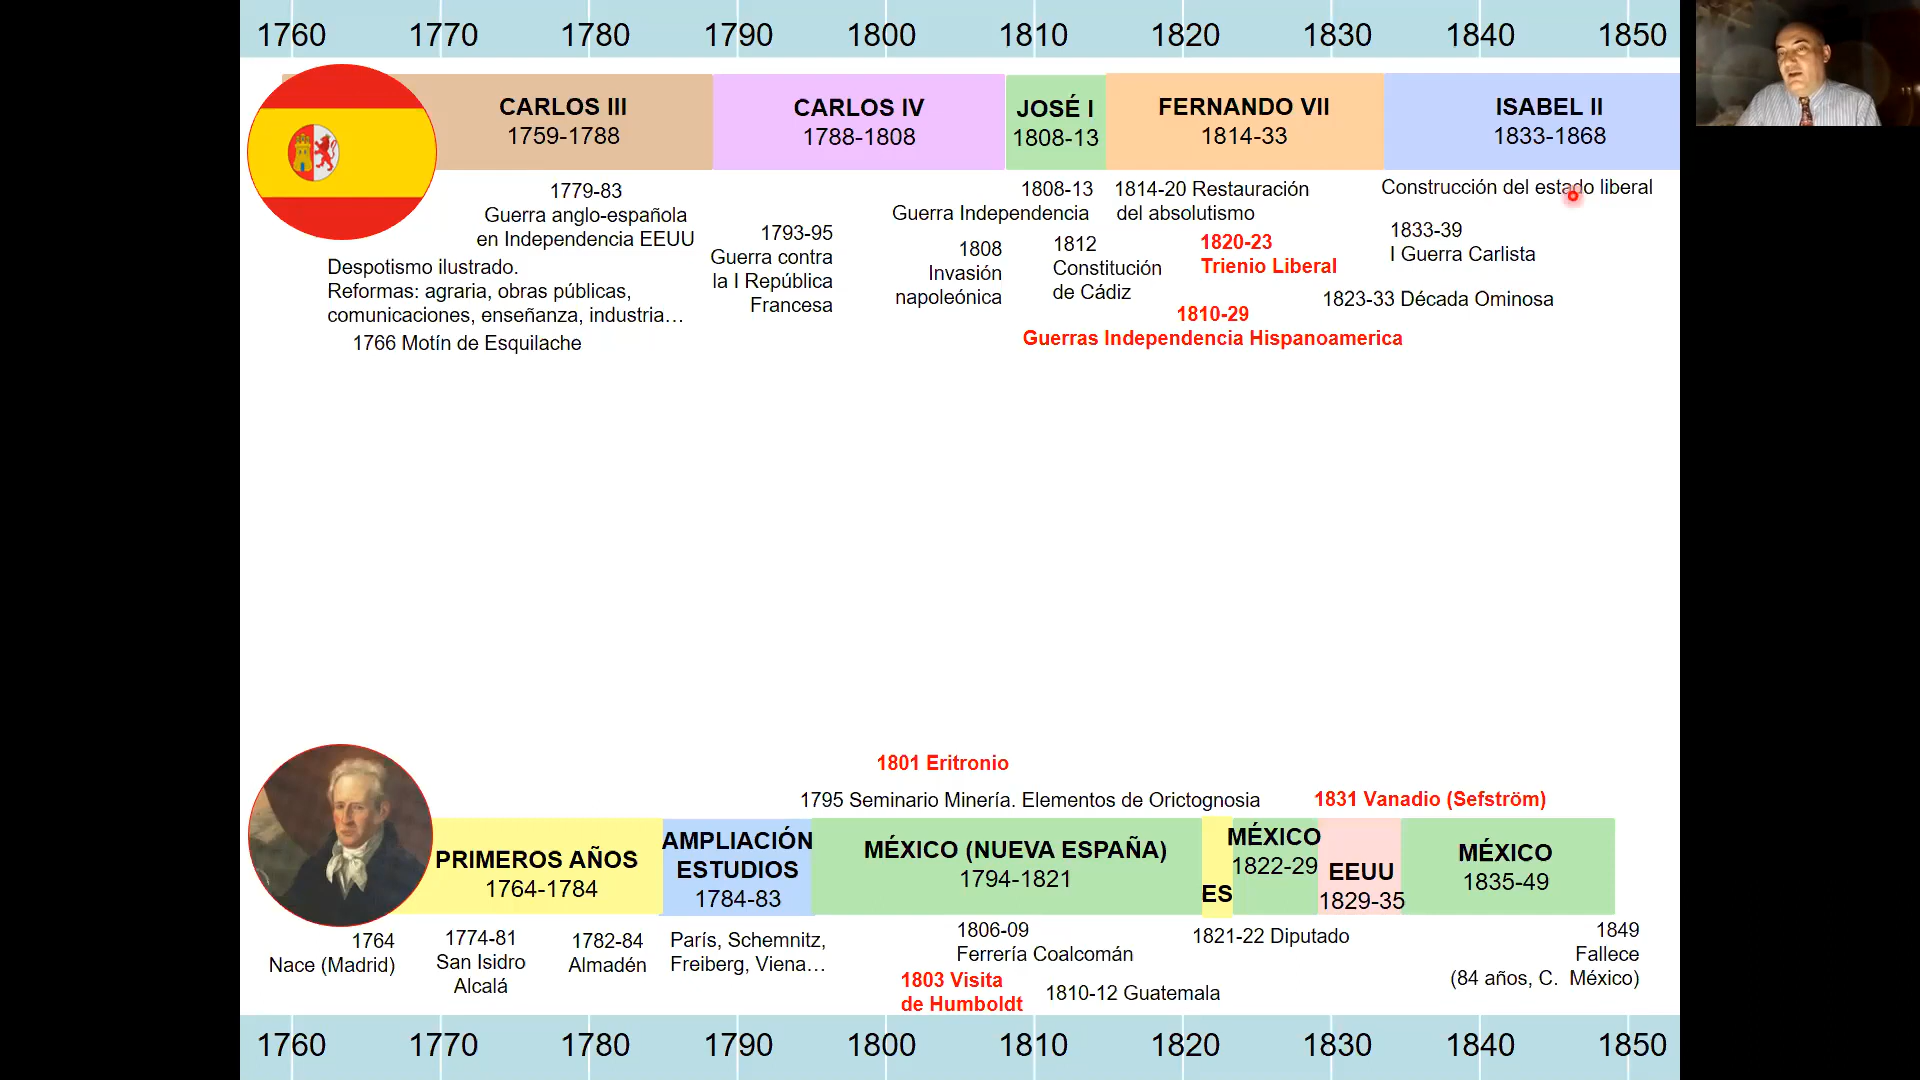 1760 1770 1780 1790 1800 1810 1820 1830 1840 1850
CARLOS III
1759-1788
CARLOS IV
1788-1808
JOSÉ I
1808-13
FERNANDO VII
1814-33
ISABEL II
1833-1868
1779-83
Guerra anglo-española
en Independencia EEUU
Despotismo ilustrado.
Reformas: agraria, obras públicas,
comunicaciones, enseñanza, industria…
1766 Motín de Esquilache
1793-95
Guerra contra
la I República
Francesa
1808-13
Guerra Independencia
1808
Invasión
napoleónica
1812
Constitución
de Cádiz
1814-20 Restauración
del absolutismo
1820-23
Trienio Liberal
1810-29
Guerras Independencia Hispanoamerica
Construcción del estado liberal
1833-39
I Guerra Carlista
1823-33 Década Ominosa
1801 Eritronio
1795 Seminario Minería. Elementos de Orictognosia
1831 Vanadio (Sefström)
PRIMEROS AÑOS
1764-1784
AMPLIACIÓN
ESTUDIOS
1784-83
MÉXICO (NUEVA ESPAÑA)
1794-1821
ES
MÉXICO
1822-29
EEUU
1829-35
MÉXICO
1835-49
1764
Nace (Madrid)
1774-81
San Isidro
Alcalá
1782-84
Almadén
París, Schemnitz,
Freiberg, Viena…
1806-09
Ferrería Coalcomán
1803 Visita
de Humboldt
1810-12 Guatemala
1821-22 Diputado
1849
Fallece
(84 años, C. México)
1760 1770 1780 1790 1800 1810 1820 1830 1840 1850